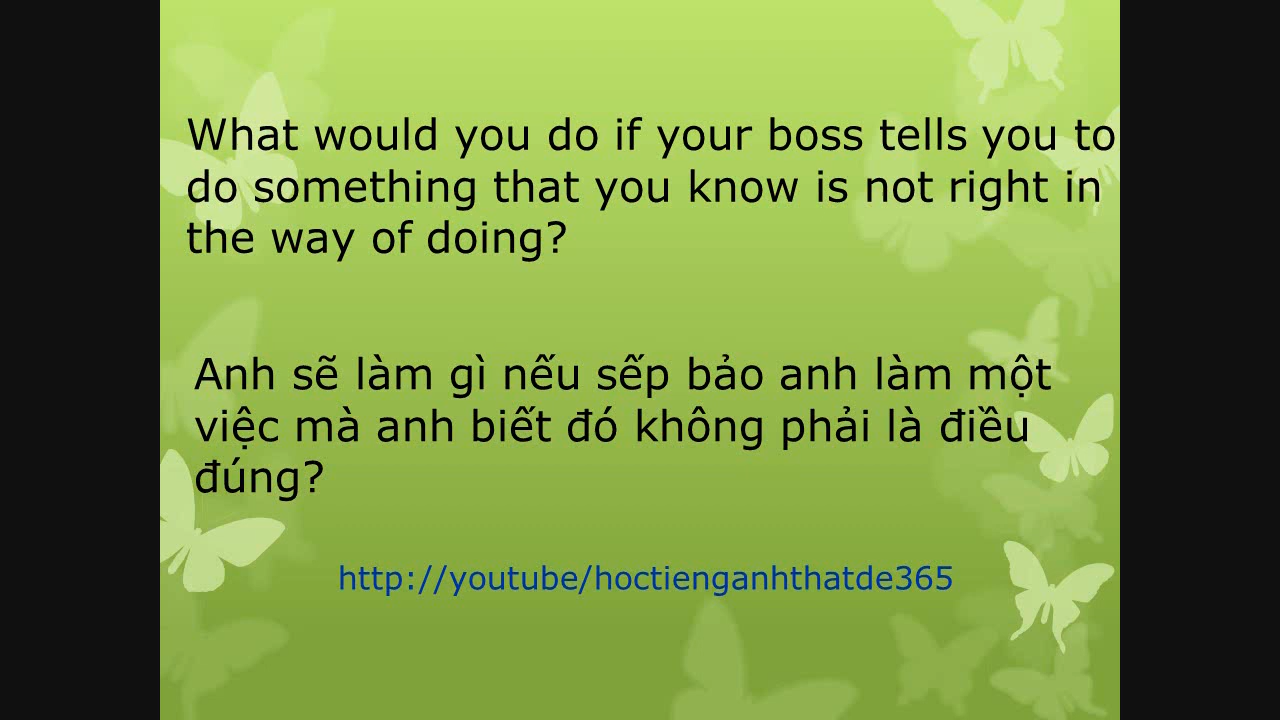 What would you do if your boss tells you to
do something that you know is not right in
the way of doing?
Anh sẽ làm gì nếu sếp bảo anh làm một
việc mà anh biết đó không phải là điều
đúng?
http://youtube/hoctienganhthatde365